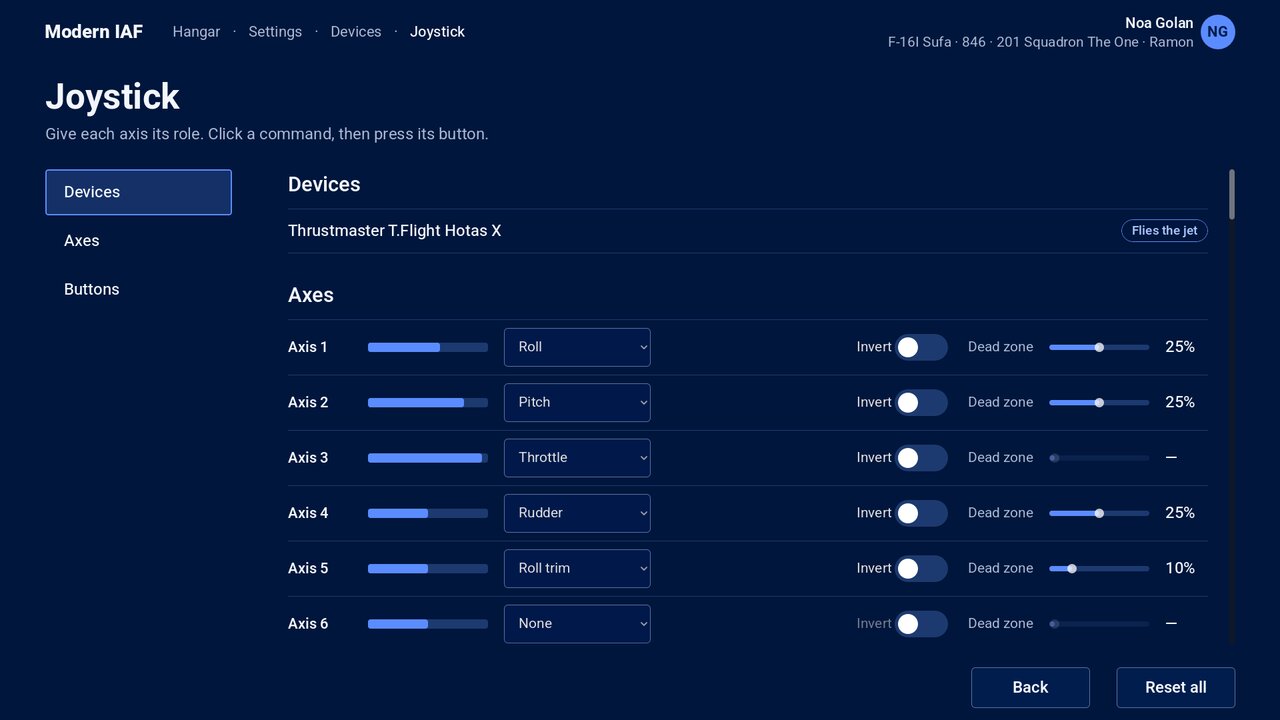 Modern IAF Hangar · Settings · Devices · Joystick
Noa Golan
F-16I Sufa · 846 · 201 Squadron The One · Ramon
NG
Joystick
Give each axis its role. Click a command, then press its button.
Devices
Axes
Buttons
Devices
Thrustmaster T.Flight Hotas X Flies the jet
Axes
Axis 1 Roll Invert Dead zone 25%
Axis 2 Pitch Invert Dead zone 25%
Axis 3 Throttle Invert Dead zone –
Axis 4 Rudder Invert Dead zone 25%
Axis 5 Roll trim Invert Dead zone 10%
Axis 6 None Invert Dead zone –
Back Reset all